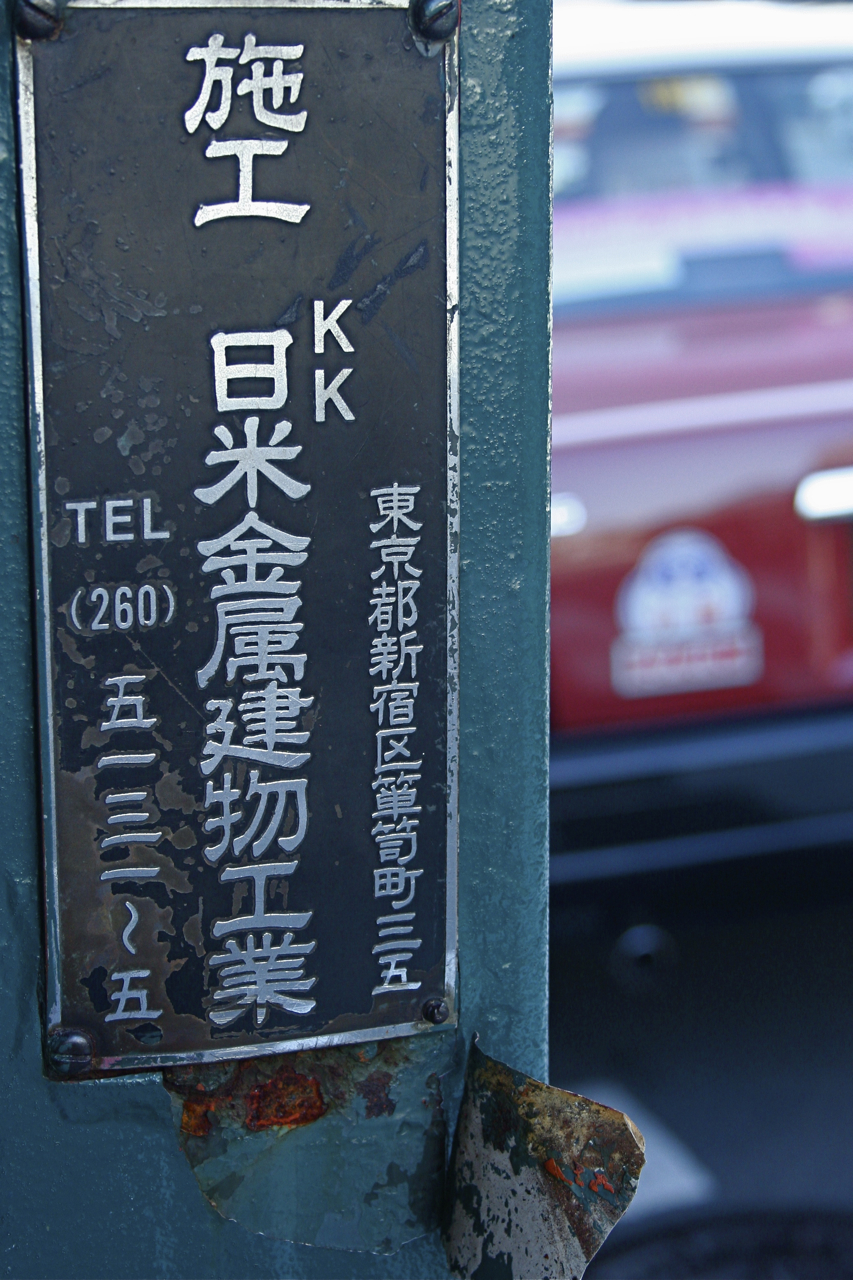 施工
KK
日米金属建物工業
東京都新宿区箪笥町三五
TEL
(260)
五一三一~五